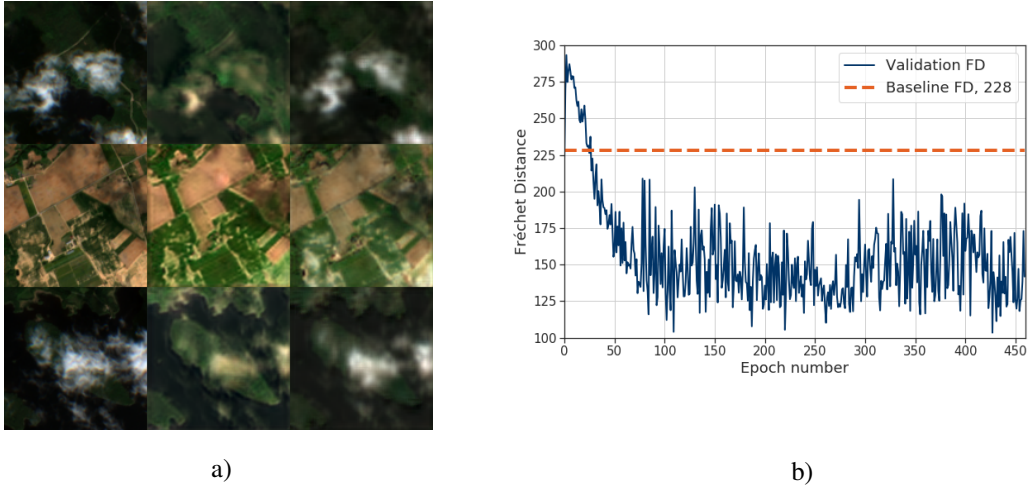 300
275
250
225
200
175
150
125
100
Fréchet Distance
Validation FD
Baseline FD, 228
0 50 100 150 200 250 300 350 400 450
Epoch number
a)
b)